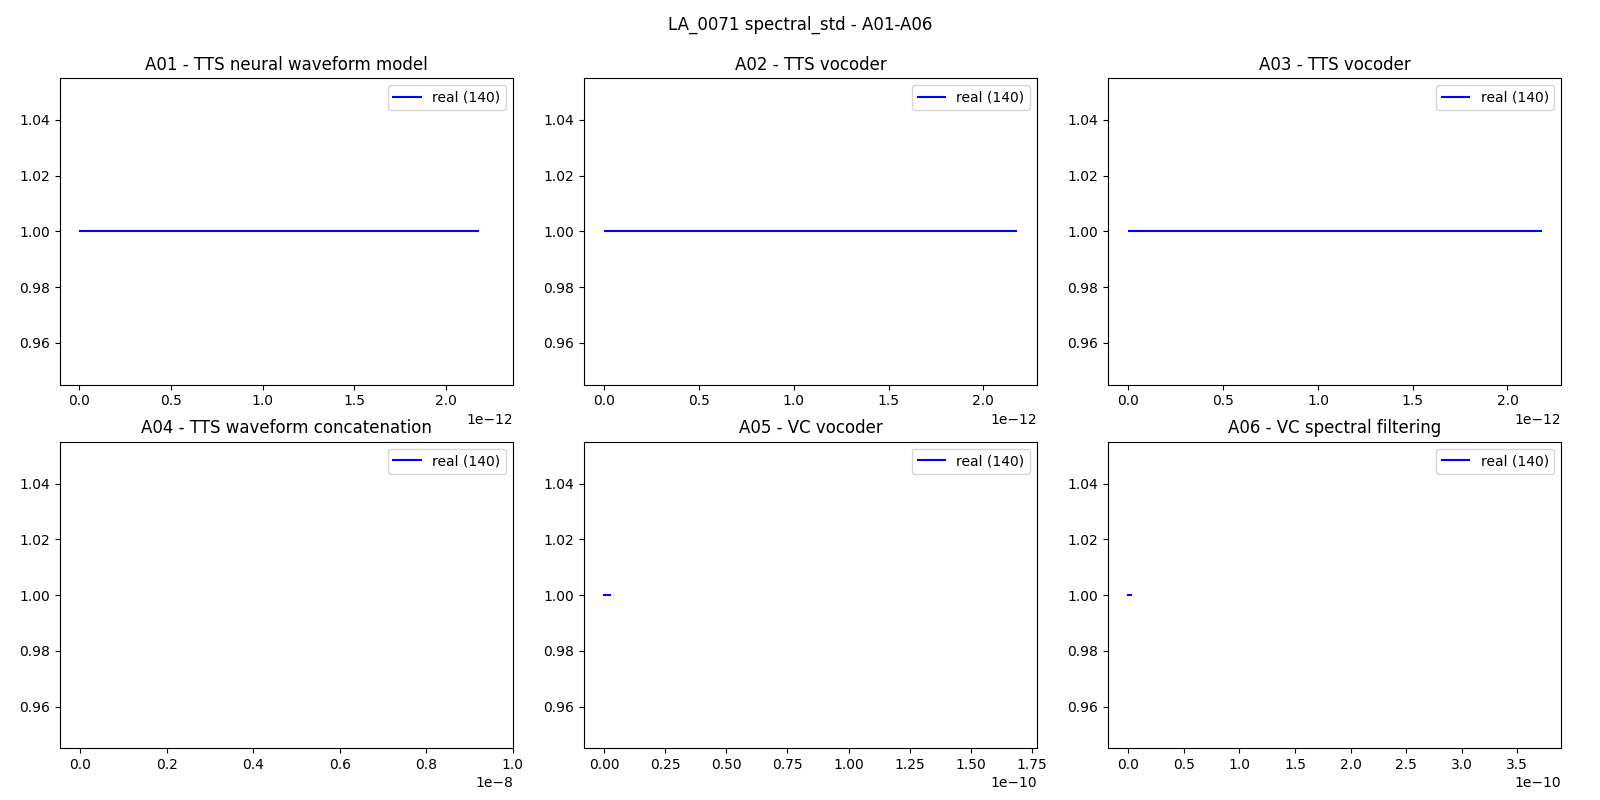 LA_0071 spectral_std - A01-A06
A01 - TTS neural waveform model
A02 - TTS vocoder
A03 - TTS vocoder
real (140)
real (140)
real (140)
1.04
1.02
1.00
0.98
0.96
1.04
1.02
1.00
0.98
0.96
1.04
1.02
1.00
0.98
0.96
0.0 0.5 1.0 1.5 2.0
1e−12
0.0 0.5 1.0 1.5 2.0
1e−12
0.0 0.5 1.0 1.5 2.0
1e−12
A04 - TTS waveform concatenation
A05 - VC vocoder
A06 - VC spectral filtering
real (140)
real (140)
real (140)
1.04
1.02
1.00
0.98
0.96
1.04
1.02
1.00
0.98
0.96
1.04
1.02
1.00
0.98
0.96
0.0 0.2 0.4 0.6 0.8 1.0
1e−8
0.00 0.25 0.50 0.75 1.00 1.25 1.50 1.75
1e−10
0.0 0.5 1.0 1.5 2.0 2.5 3.0 3.5
1e−10